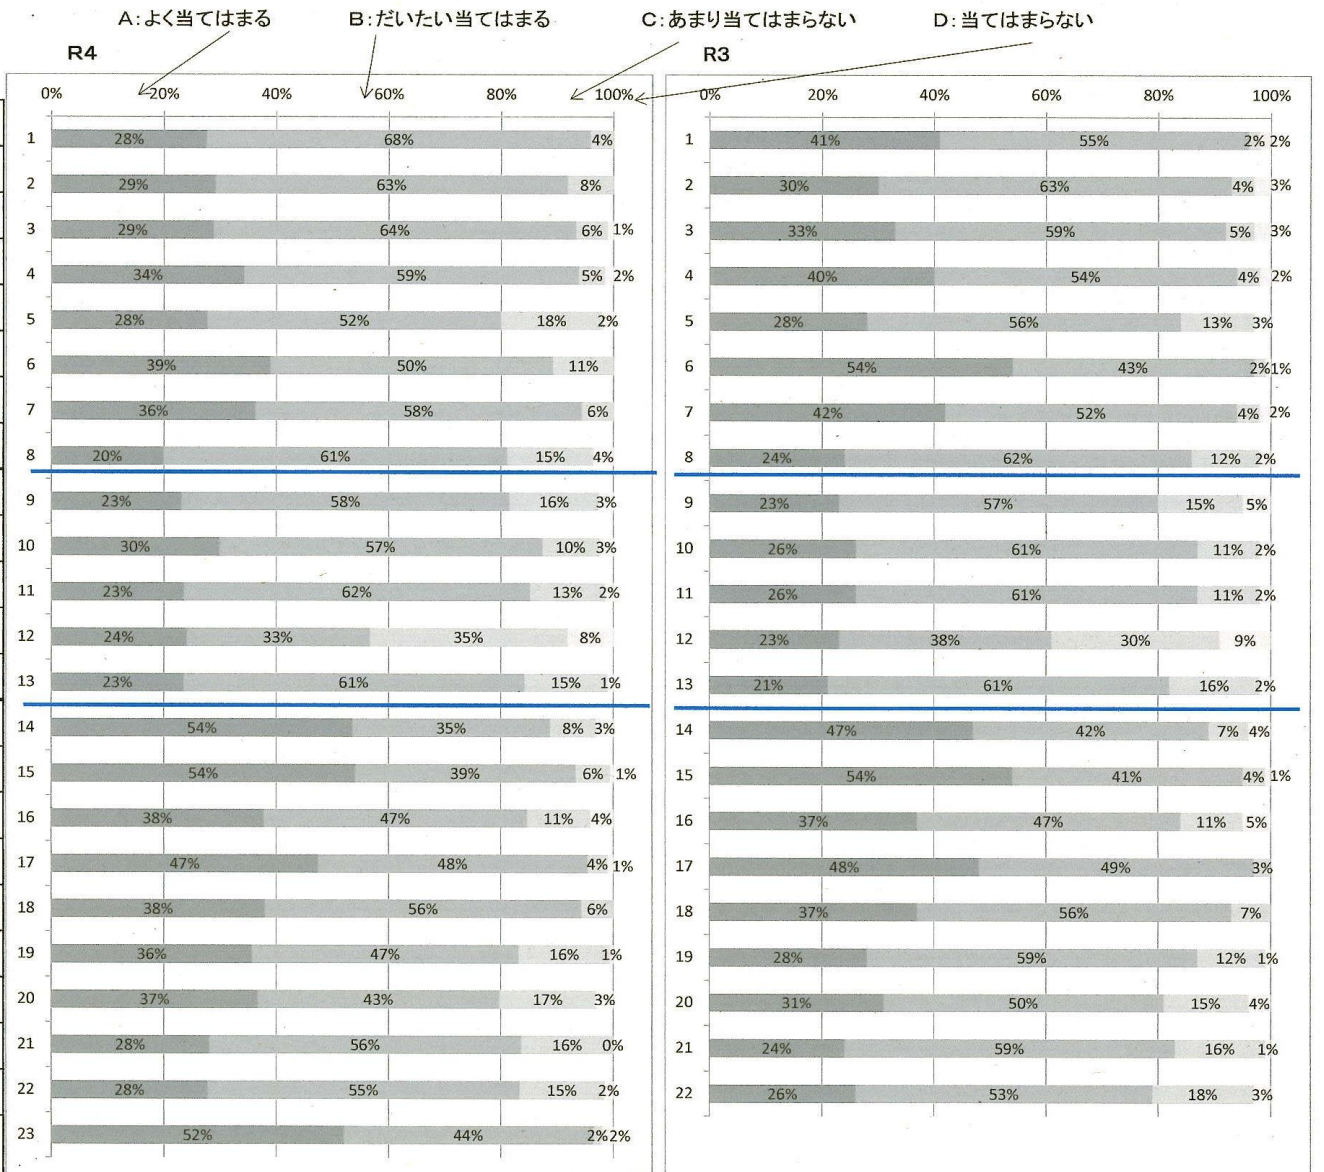 A：よく当てはまる　B：だいたい当てはまる　C：あまり当てはまらない　D：当てはまらない
R4
0% 20% 40% 60% 80% 100%
1 28% 68% 4%
2 29% 63% 8%
3 29% 64% 6% 1%
4 34% 59% 5% 2%
5 28% 52% 18% 2%
6 39% 50% 11%
7 36% 58% 6%
8 20% 61% 15% 4%
9 23% 58% 16% 3%
10 30% 57% 10% 3%
11 23% 62% 13% 2%
12 24% 33% 35% 8%
13 23% 61% 15% 1%
14 54% 35% 8% 3%
15 54% 39% 6% 1%
16 38% 47% 11% 4%
17 47% 48% 4% 1%
18 38% 56% 6%
19 36% 47% 16% 1%
20 37% 43% 17% 3%
21 28% 56% 16% 0%
22 28% 55% 15% 2%
23 52% 44% 2% 2%
R3
0% 20% 40% 60% 80% 100%
1 41% 55% 2% 2%
2 30% 63% 4% 3%
3 33% 59% 5% 3%
4 40% 54% 4% 2%
5 28% 56% 13% 3%
6 54% 43% 2% 1%
7 42% 52% 4% 2%
8 24% 62% 12% 2%
9 23% 57% 15% 5%
10 26% 61% 11% 2%
11 26% 61% 11% 2%
12 23% 38% 30% 9%
13 21% 61% 16% 2%
14 47% 42% 7% 4%
15 54% 41% 4% 1%
16 37% 47% 11% 5%
17 48% 49% 3%
18 37% 56% 7%
19 28% 59% 12% 1%
20 31% 50% 15% 4%
21 24% 59% 16% 1%
22 26% 53% 18% 3%